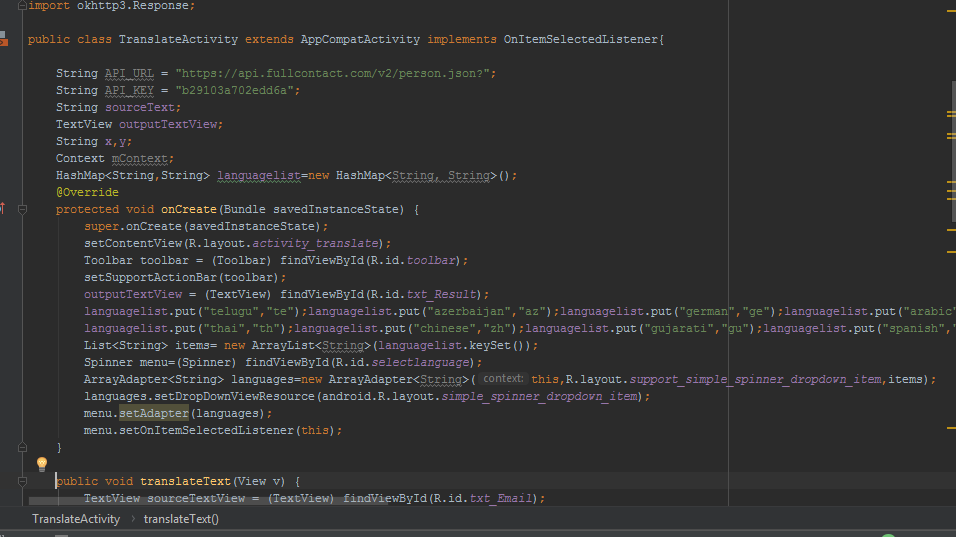 import okhttp3.Response;
public class TranslateActivity extends AppCompatActivity implements OnItemSelectedListener{
String API_URL = "https://api.fullcontact.com/v2/person.json?";
String API_KEY = "b29103a702edd6a";
String sourceText;
TextView outputTextView;
String x,y;
Context mContext;
HashMap<String,String> languagelist=new HashMap<String, String>();
@Override
protected void onCreate(Bundle savedInstanceState) {
super.onCreate(savedInstanceState);
setContentView(R.layout.activity_translate);
Toolbar toolbar = (Toolbar) findViewById(R.id.toolbar);
setSupportActionBar(toolbar);
outputTextView = (TextView) findViewById(R.id.txt_Result);
languagelist.put("telugu","te");languagelist.put("azerbaijan","az");languagelist.put("german","ge");languagelist.put("arabic"
languagelist.put("thai","th");languagelist.put("chinese","zh");languagelist.put("gujarati","gu");languagelist.put("spanish","
List<String> items= new ArrayList<String>(languagelist.keySet());
Spinner menu=(Spinner) findViewById(R.id.selectlanguage);
ArrayAdapter<String> languages=new ArrayAdapter<String>( context: this,R.layout.support_simple_spinner_dropdown_item,items);
languages.setDropDownViewResource(android.R.layout.simple_spinner_dropdown_item);
menu.setAdapter(languages);
menu.setOnItemSelectedListener(this);
}
public void translateText(View v) {
TextView sourceTextView = (TextView) findViewById(R.id.txt_Email);
TranslateActivity › translateText()